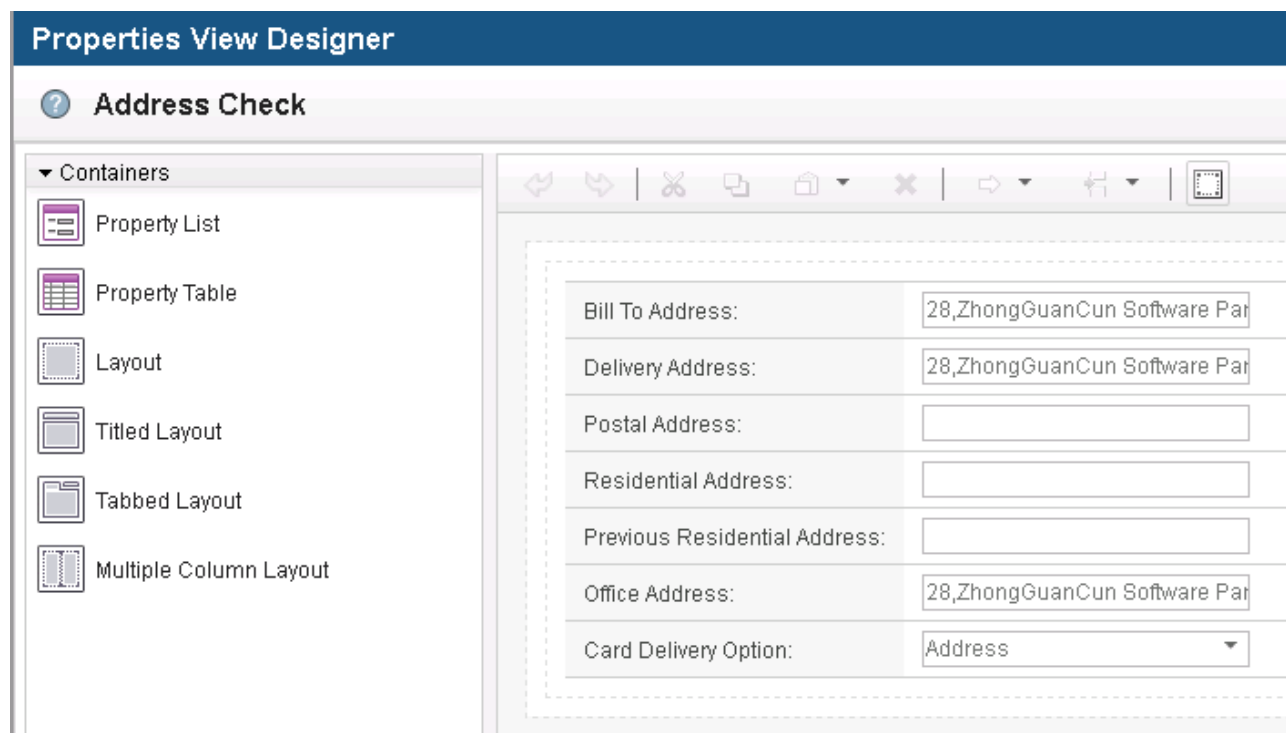 Properties View Designer
? Address Check
Containers
Property List
Property Table
Layout
Titled Layout
Tabbed Layout
Multiple Column Layout
Bill To Address: 28,ZhongGuanCun Software Par
Delivery Address: 28,ZhongGuanCun Software Par
Postal Address:
Residential Address:
Previous Residential Address:
Office Address: 28,ZhongGuanCun Software Par
Card Delivery Option: Address